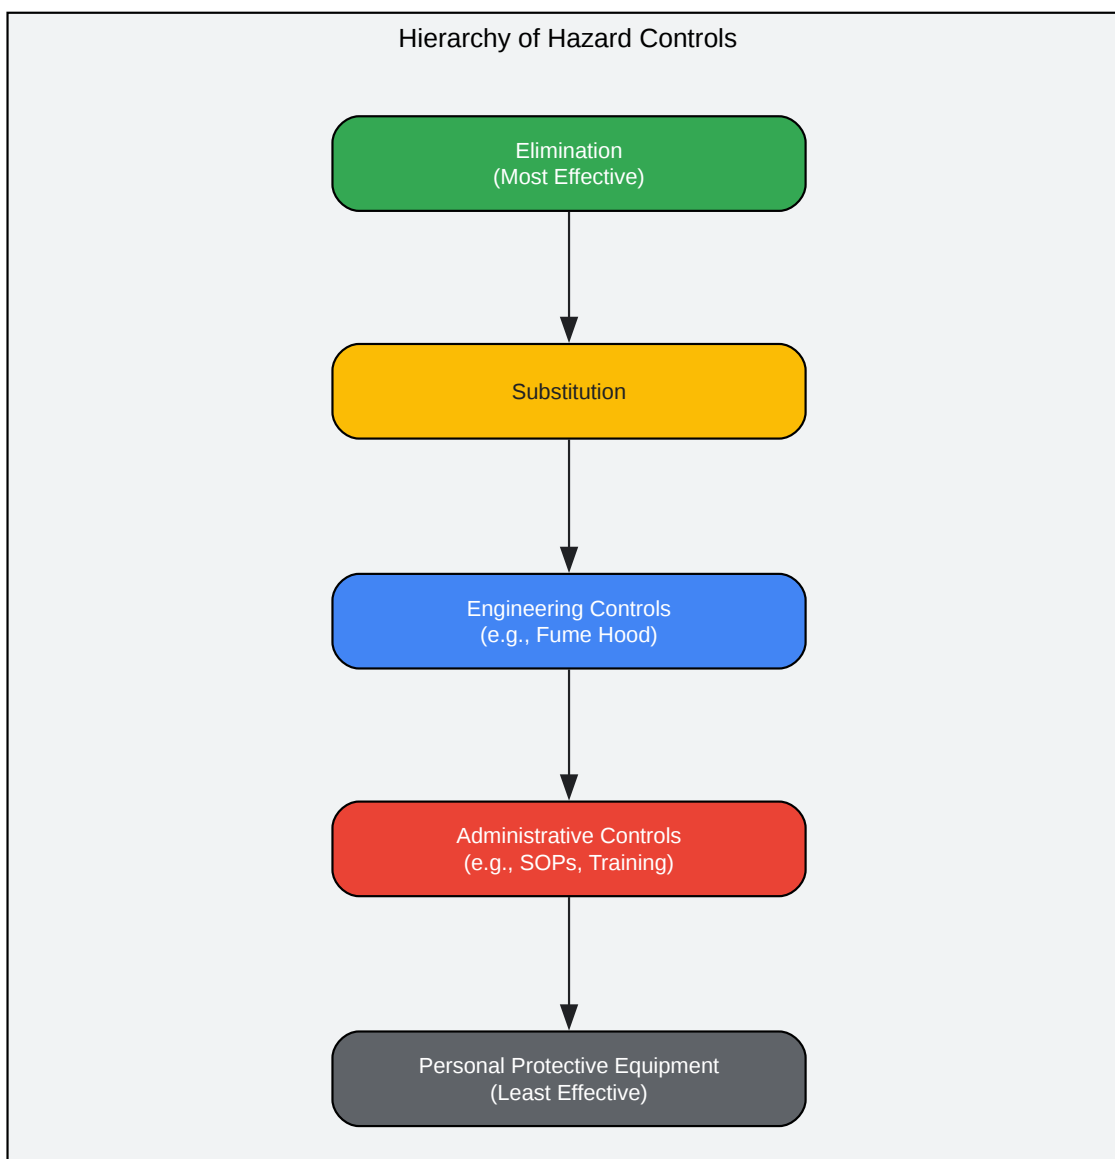 Hierarchy of Hazard Controls
Elimination
(Most Effective)
Substitution
Engineering Controls
(e.g., Fume Hood)
Administrative Controls
(e.g., SOPs, Training)
Personal Protective Equipment
(Least Effective)